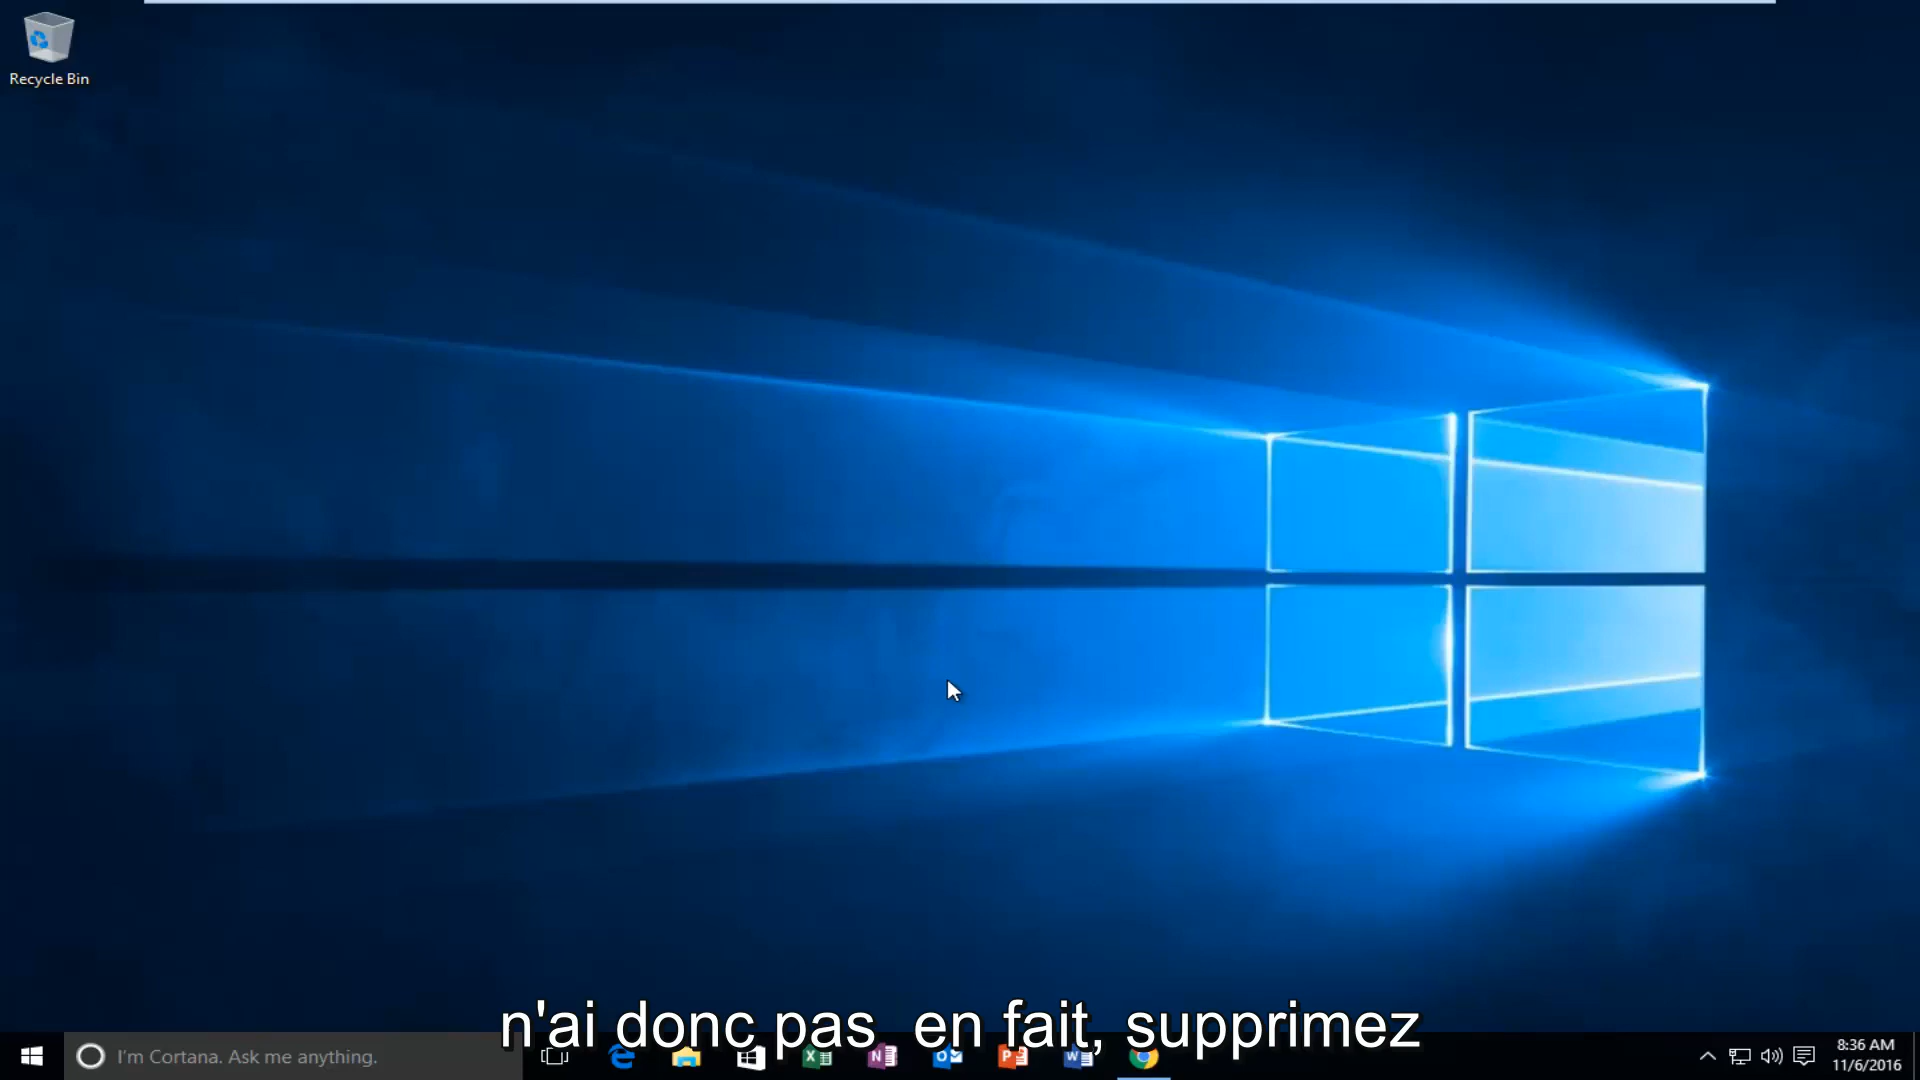 Recycle Bin
n'ai donc pas  en fait, supprimez
I'm Cortana. Ask me anything.
8:36 AM
11/6/2016